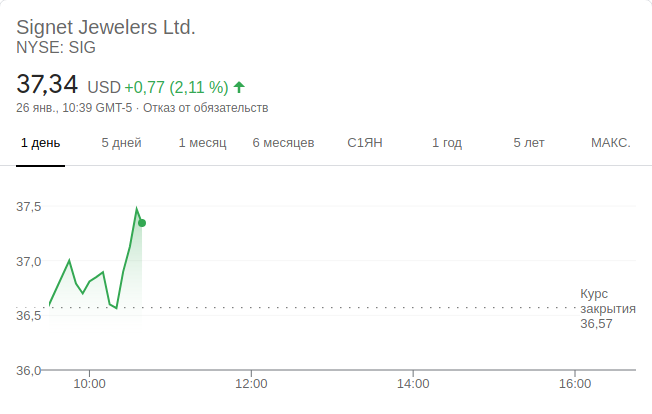 Signet Jewelers Ltd.
NYSE: SIG
37,34 USD +0,77 (2,11 %)
26 янв., 10:39 GMT-5 · Отказ от обязательств
1 день 5 дней 1 месяц 6 месяцев С1ЯН 1 год 5 лет МАКС.
37,5
37,0
36,5
36,0
Курс
закрытия
36,57
10:00 12:00 14:00 16:00